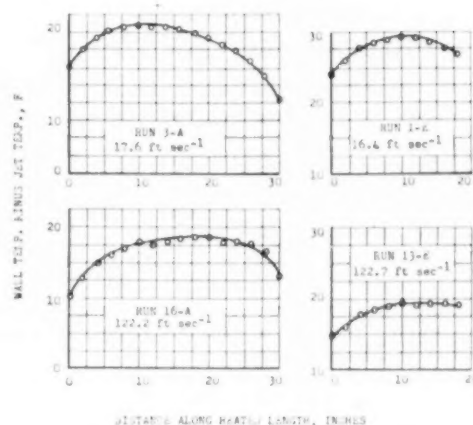 WALL TEMP. MINUS JET TEMP., F
20
10
0
RUN 3-A
17.6 ft sec-1
0 10 20 30
30
20
10
16.4 ft sec-1
0 10 20
20
10
0
RUN 16-A
122.2 ft sec-1
0 10 20 30
30
20
10
RUN 13-E
122.7 ft sec-1
0 10 20
DISTANCE ALONG HEATED LENGTH, INCHES